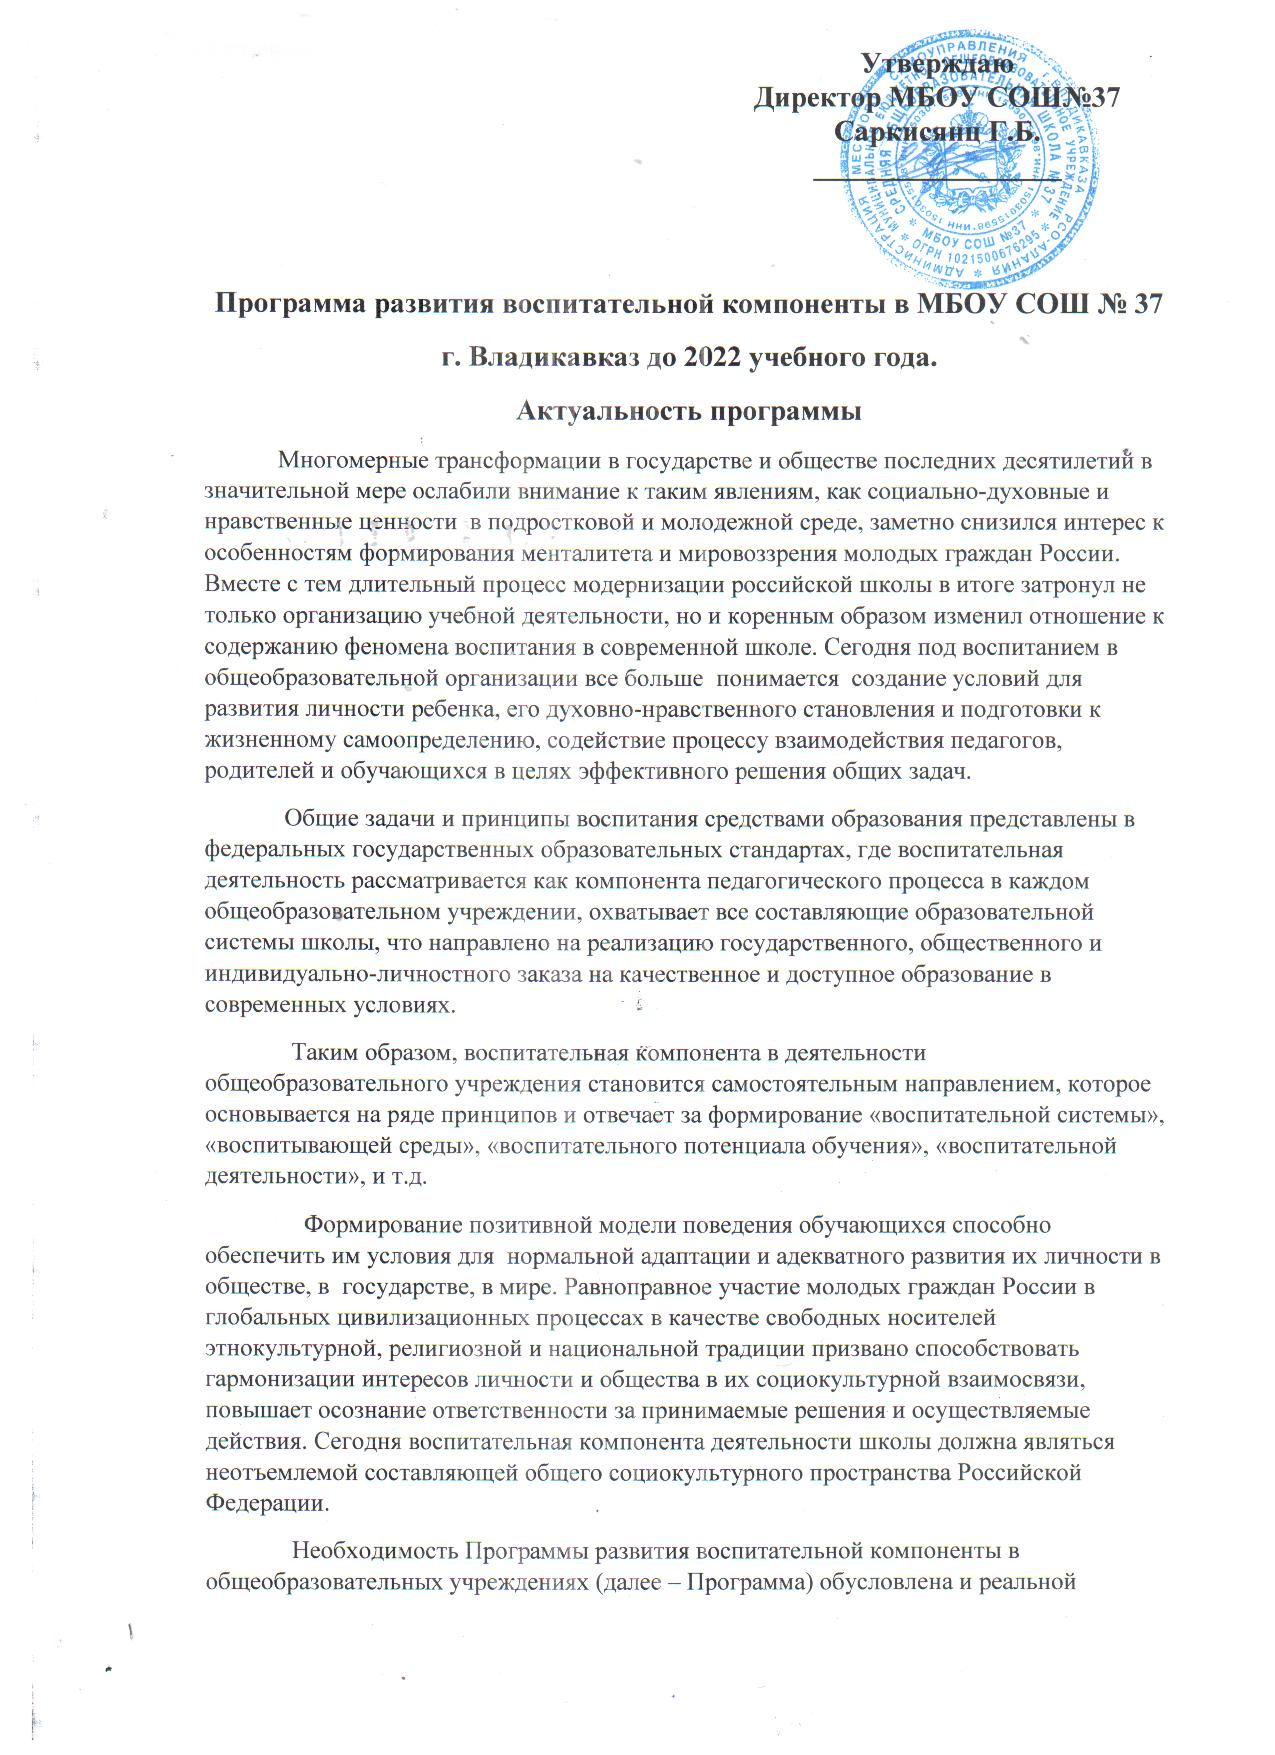 Утверждаю
Директор МБОУ СОШ№37
Саркисянц Г.Б.
МБОУ СОШ №37
ОГРН 1021500676295
Программа развития воспитательной компоненты в МБОУ СОШ № 37
г. Владикавказ до 2022 учебного года.
Актуальность программы
Многомерные трансформации в государстве и обществе последних десятилетий в
значительной мере ослабили внимание к таким явлениям, как социально-духовные и
нравственные ценности в подростковой и молодежной среде, заметно снизился интерес к
особенностям формирования менталитета и мировоззрения молодых граждан России.
Вместе с тем длительный процесс модернизации российской школы в итоге затронул не
только организацию учебной деятельности, но и коренным образом изменил отношение к
содержанию феномена воспитания в современной школе. Сегодня под воспитанием в
общеобразовательной организации все больше понимается создание условий для
развития личности ребенка, его духовно-нравственного становления и подготовки к
жизненному самоопределению, содействие процессу взаимодействия педагогов,
родителей и обучающихся в целях эффективного решения общих задач.
Общие задачи и принципы воспитания средствами образования представлены в
федеральных государственных образовательных стандартах, где воспитательная
деятельность рассматривается как компонента педагогического процесса в каждом
общеобразовательном учреждении, охватывает все составляющие образовательной
системы школы, что направлено на реализацию государственного, общественного и
индивидуально-личностного заказа на качественное и доступное образование в
современных условиях.
Таким образом, воспитательная компонента в деятельности
общеобразовательного учреждения становится самостоятельным направлением, которое
основывается на ряде принципов и отвечает за формирование «воспитательной системы»,
«воспитывающей среды», «воспитательного потенциала обучения», «воспитательной
деятельности», и т.д.
Формирование позитивной модели поведения обучающихся способно
обеспечить им условия для нормальной адаптации и адекватного развития их личности в
обществе, в государстве, в мире. Равноправное участие молодых граждан России в
глобальных цивилизационных процессах в качестве свободных носителей
этнокультурной, религиозной и национальной традиции призвано способствовать
гармонизации интересов личности и общества в их социокультурной взаимосвязи,
повышает осознание ответственности за принимаемые решения и осуществляемые
действия. Сегодня воспитательная компонента деятельности школы должна являться
неотъемлемой составляющей общего социокультурного пространства Российской
Федерации.
Необходимость Программы развития воспитательной компоненты в
общеобразовательных учреждениях (далее – Программа) обусловлена и реальной